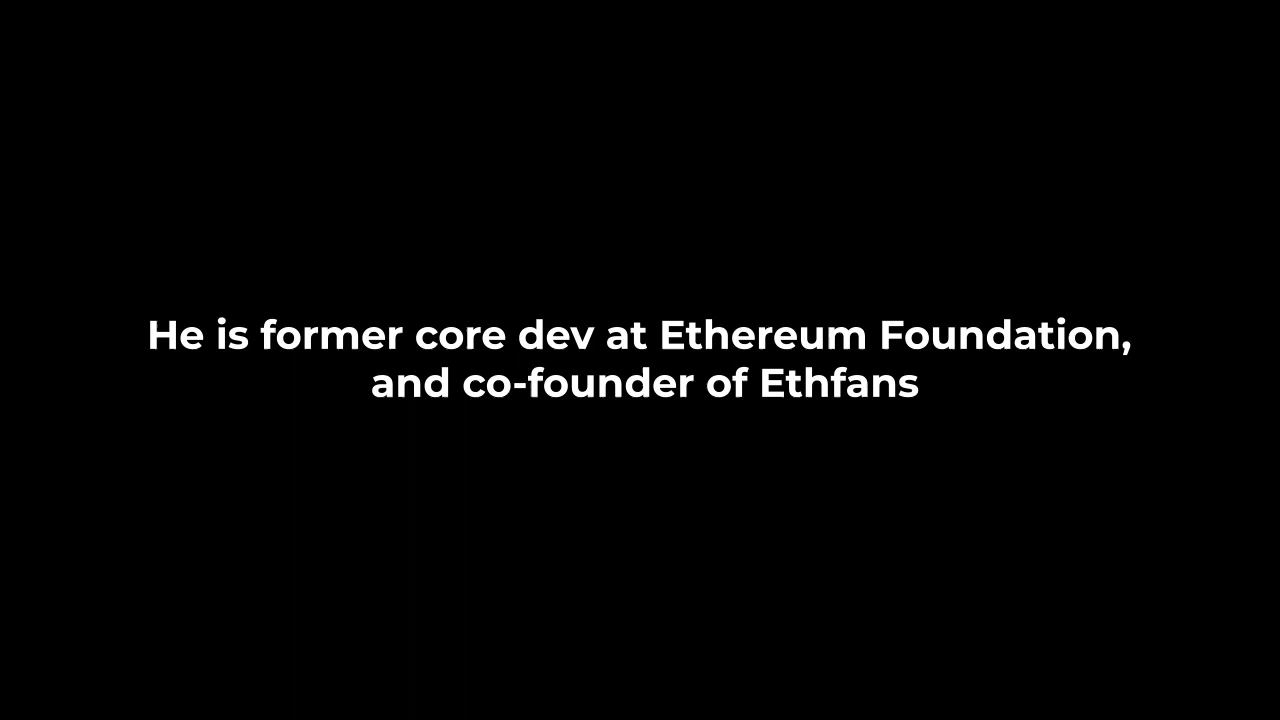 He is former core dev at Ethereum Foundation,
and co-founder of Ethfans